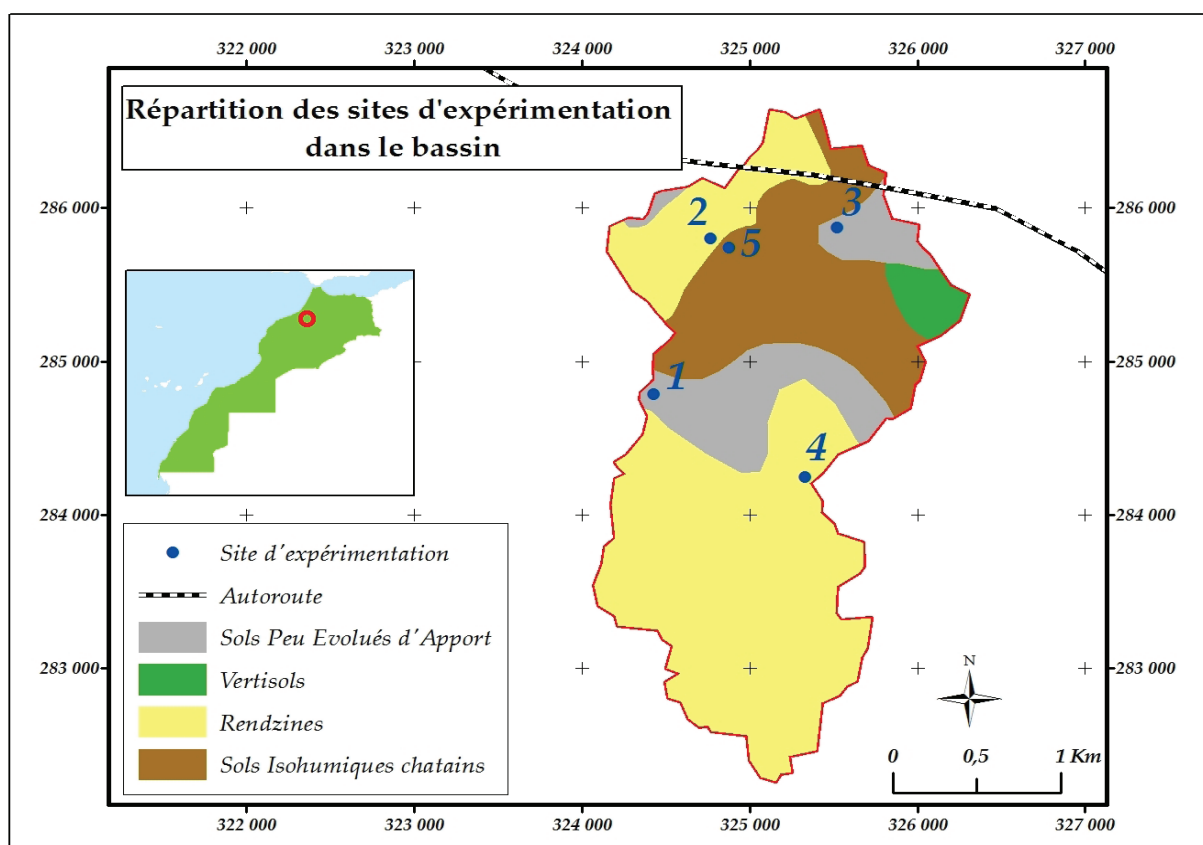 322 000 323 000 324 000 325 000 326 000 327 000
Répartition des sites d'expérimentation
dans le bassin
286 000
286 000
2
3
5
285 000
285 000
1
4
284 000
284 000
Site d'expérimentation
Autoroute
Sols Peu Evolués d'Apport
Vertisols
Rendzines
Sols Isohumiques chatains
283 000
283 000
N
0 0,5 1 Km
322 000 323 000 324 000 325 000 326 000 327 000